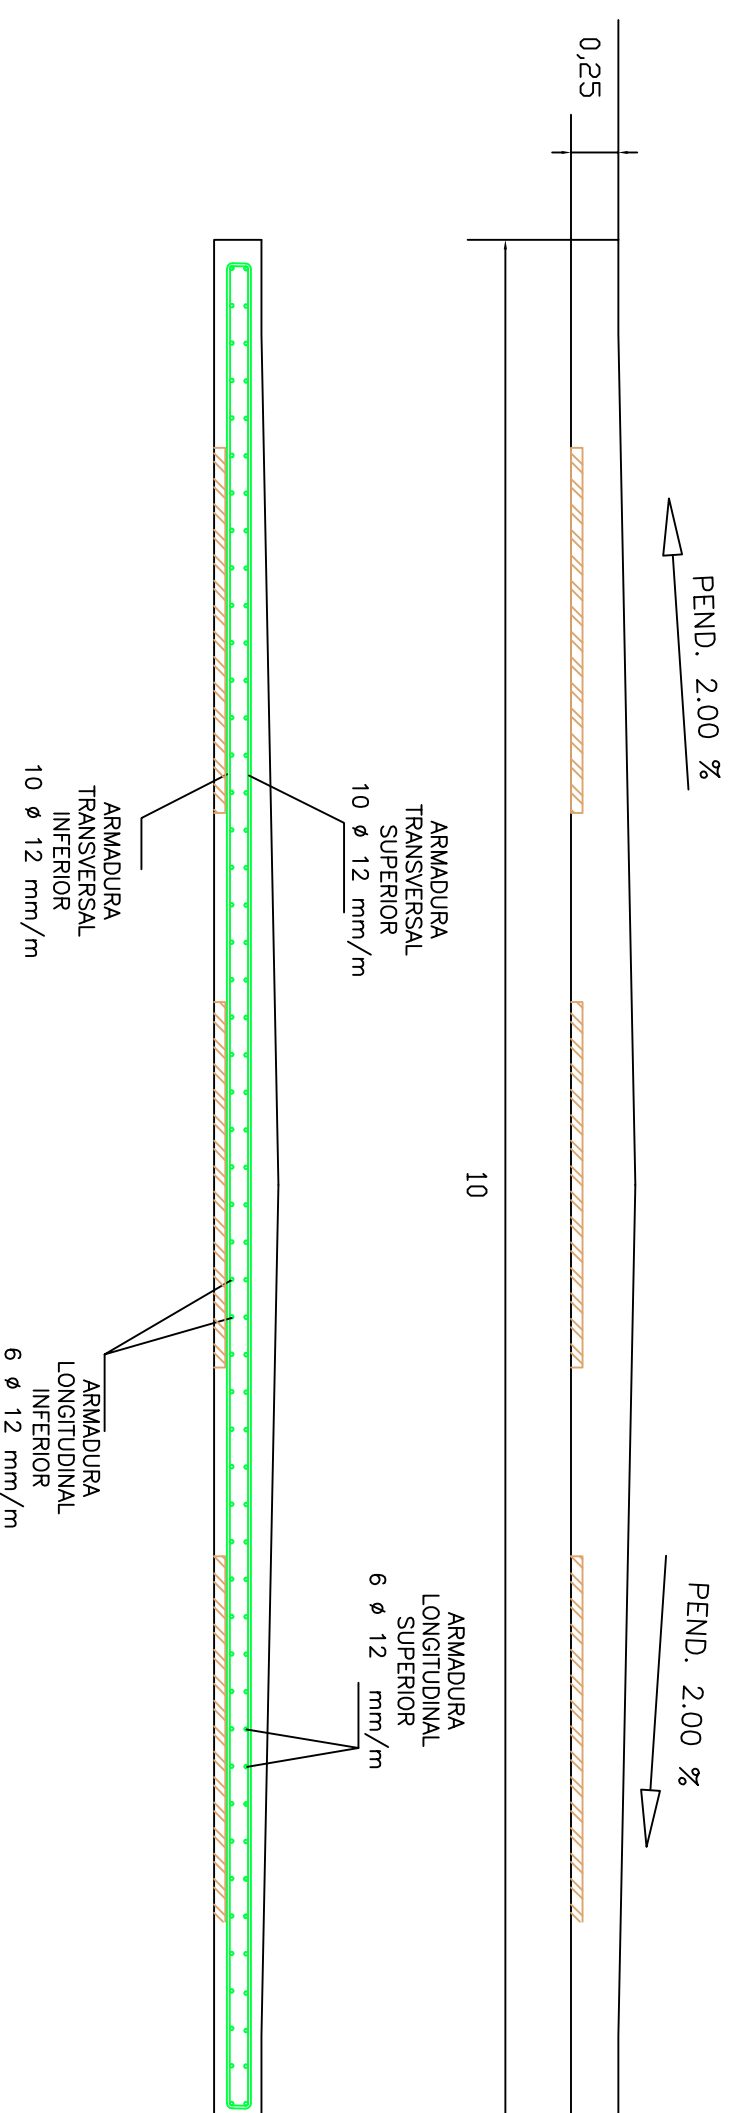 0,25
PEND. 2.00 %
PEND. 2.00 %
10
ARMADURA
TRANSVERSAL
SUPERIOR
10 ø 12 mm/m
ARMADURA
LONGITUDINAL
SUPERIOR
6 ø 12 mm/m
ARMADURA
TRANSVERSAL
INFERIOR
10 ø 12 mm/m
ARMADURA
LONGITUDINAL
INFERIOR
6 ø 12 mm/m